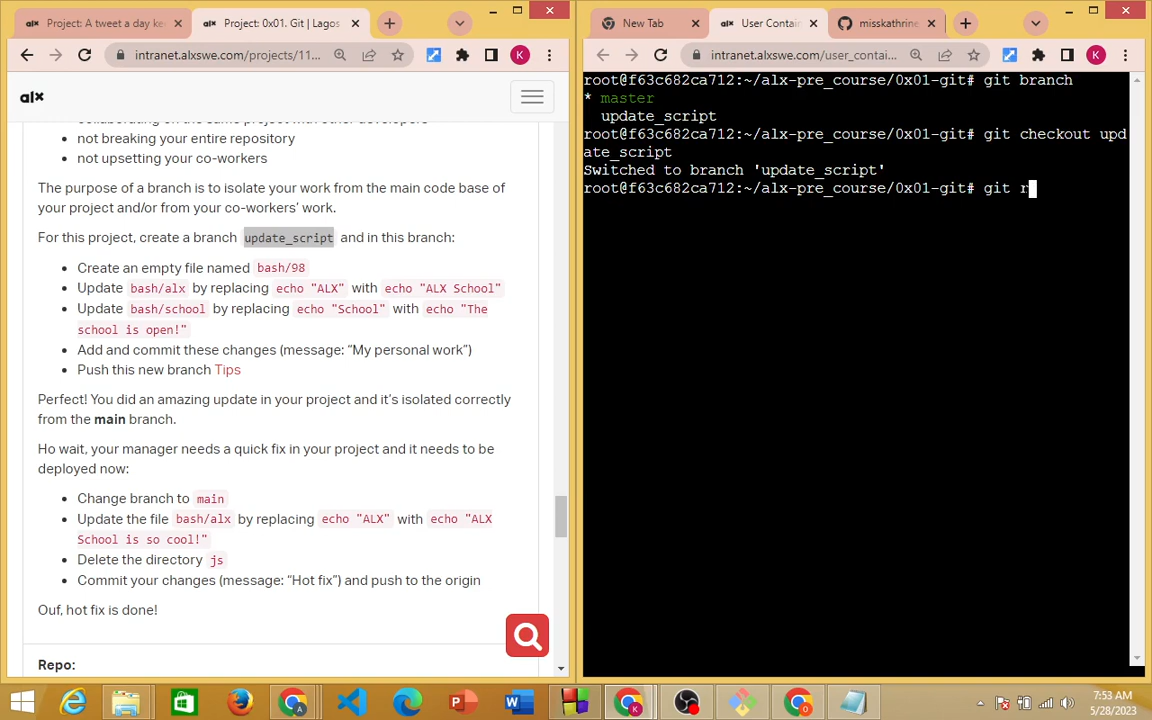 Project: A tweet a day ke
Project: 0x01. Git | Lagos
intranet.alxswe.com/projects/11...
K
alx
not breaking your entire repository
not upsetting your co-workers
The purpose of a branch is to isolate your work from the main code base of
your project and/or from your co-workers’ work.
For this project, create a branch update_script and in this branch:
Create an empty file named bash/98
Update bash/alx by replacing echo "ALX" with echo "ALX School"
Update bash/school by replacing echo "School" with echo "The
school is open!"
Add and commit these changes (message: “My personal work”)
Push this new branch Tips
Perfect! You did an amazing update in your project and it’s isolated correctly
from the main branch.
Ho wait, your manager needs a quick fix in your project and it needs to be
deployed now:
Change branch to main
Update the file bash/alx by replacing echo "ALX" with echo "ALX
School is so cool!"
Delete the directory js
Commit your changes (message: “Hot fix”) and push to the origin
Ouf, hot fix is done!
Repo:
New Tab
User Contain
misskathrine
intranet.alxswe.com/user_contai...
K
root@f63c682ca712:~/alx-pre_course/0x01-git# git branch
* master
update_script
root@f63c682ca712:~/alx-pre_course/0x01-git# git checkout upd
ate_script
Switched to branch 'update_script'
root@f63c682ca712:~/alx-pre_course/0x01-git# git r
7:53 AM
5/28/2023